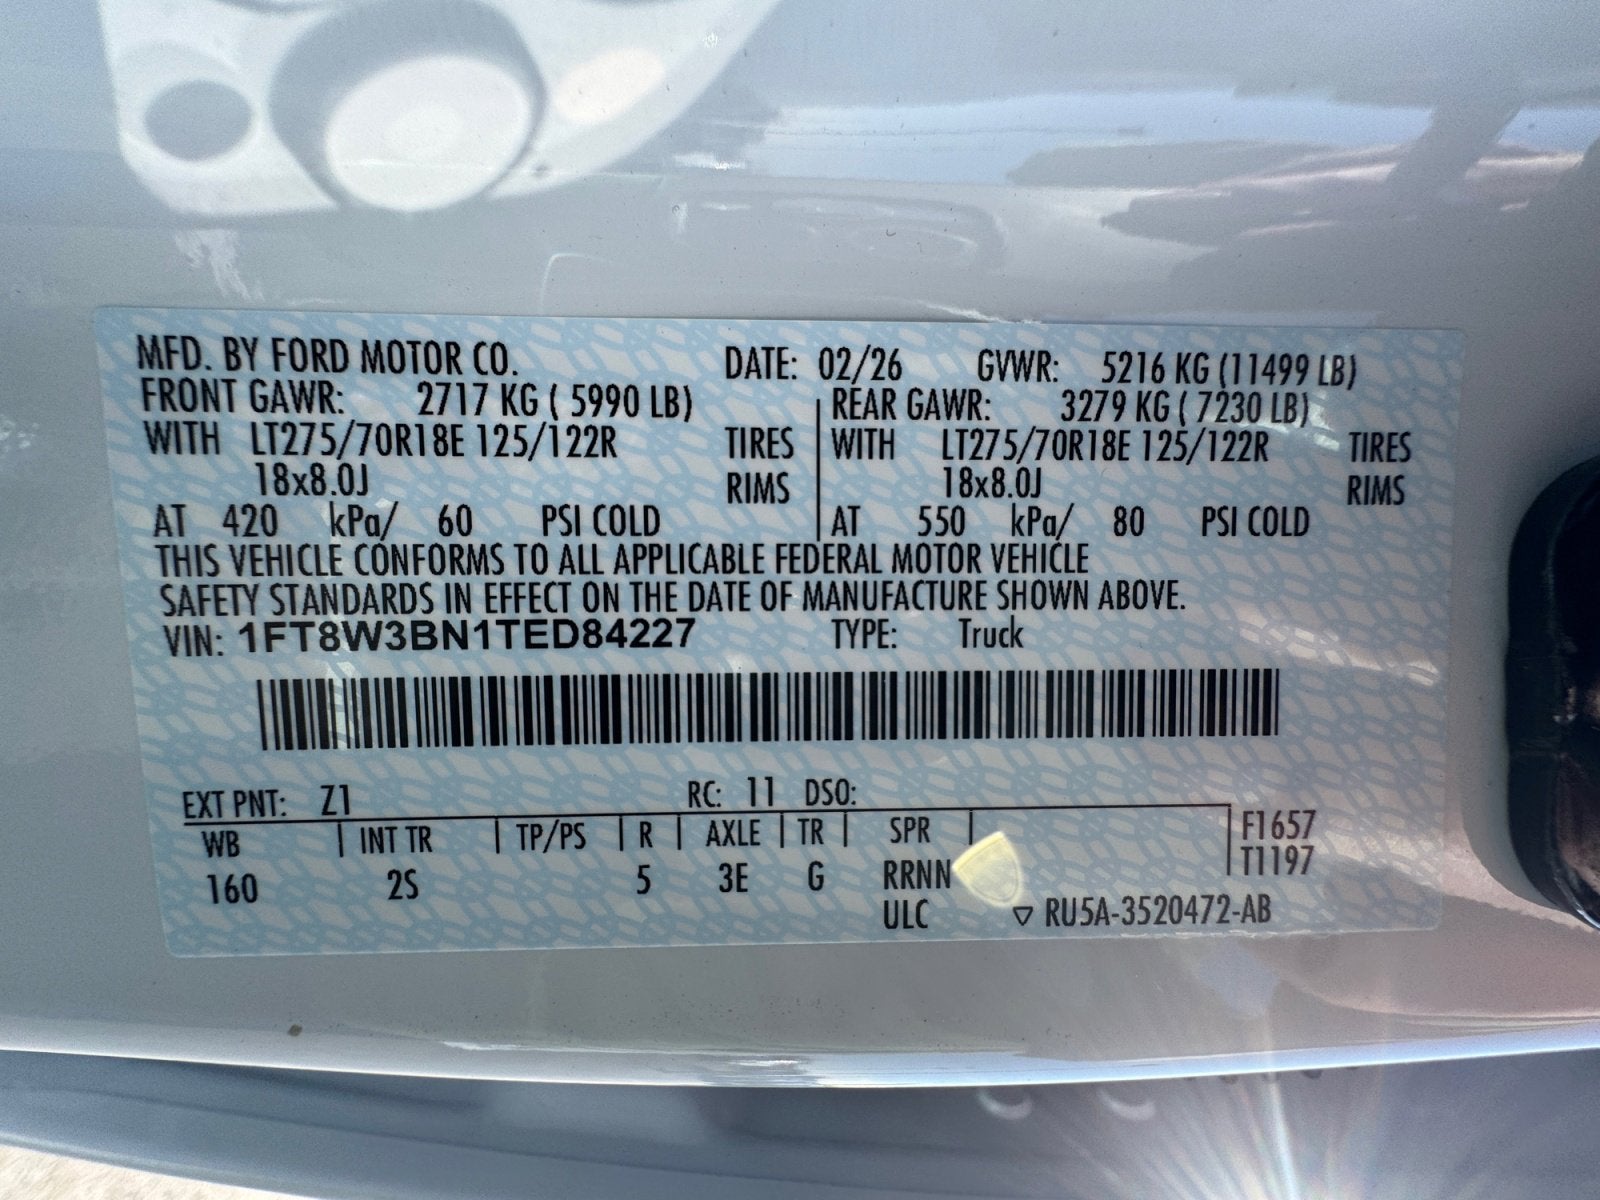 MFD. BY FORD MOTOR CO. DATE: 02/26 GVWR: 5216 KG (11499 LB)
FRONT GAWR: 2717 KG ( 5990 LB) REAR GAWR: 3279 KG ( 7230 LB)
WITH LT275/70R18E 125/122R TIRES WITH LT275/70R18E 125/122R TIRES
18x8.0J RIMS 18x8.0J RIMS
AT 420 kPa/ 60 PSI COLD AT 550 kPa/ 80 PSI COLD
THIS VEHICLE CONFORMS TO ALL APPLICABLE FEDERAL MOTOR VEHICLE
SAFETY STANDARDS IN EFFECT ON THE DATE OF MANUFACTURE SHOWN ABOVE.
VIN: 1FT8W3BN1TED84227 TYPE: Truck
EXT PNT: Z1 RC: 11 DSO:
WB INT TR TP/PS R AXLE TR SPR F1657
T1197
160 2S 5 3E G RRNN
ULC ▽ RU5A-3520472-AB